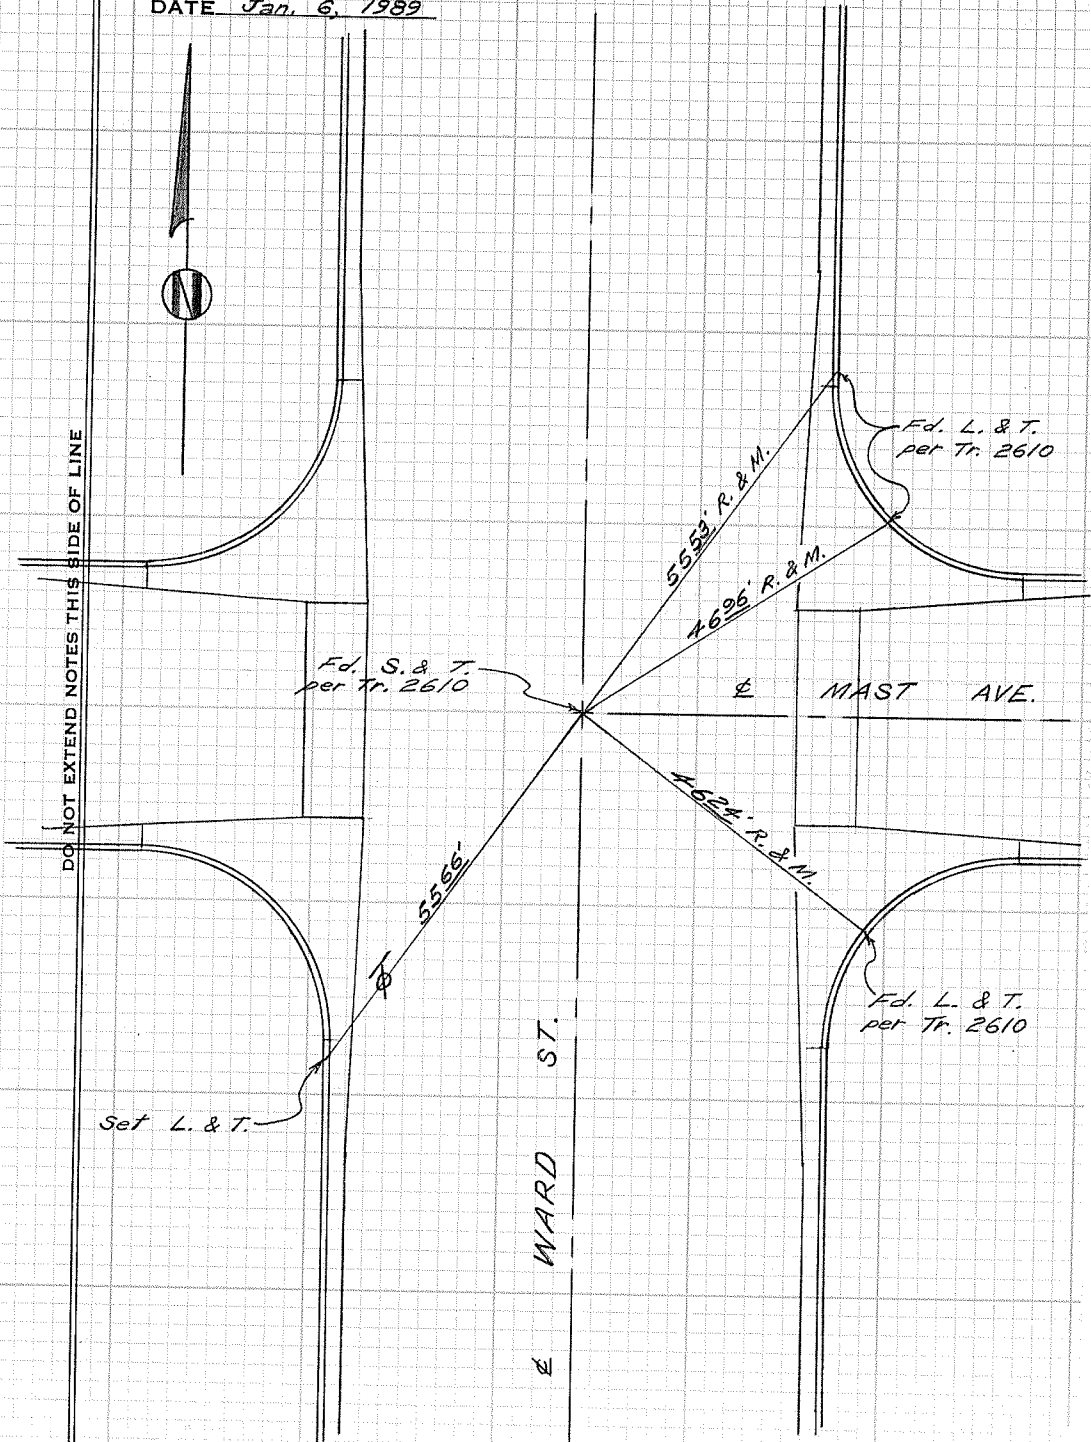 DATE Jan. 6, 1989
N
DO NOT EXTEND NOTES THIS SIDE OF LINE
Fd. L. & T.
per Tr. 2610
55 53' R. & M.
46 96' R. & M.
Fd. S. & T.
per Tr. 2610
℄ MAST AVE.
46 24' R. & M.
55 66'
Fd. L. & T.
per Tr. 2610
Set L. & T.
℄ WARD ST.